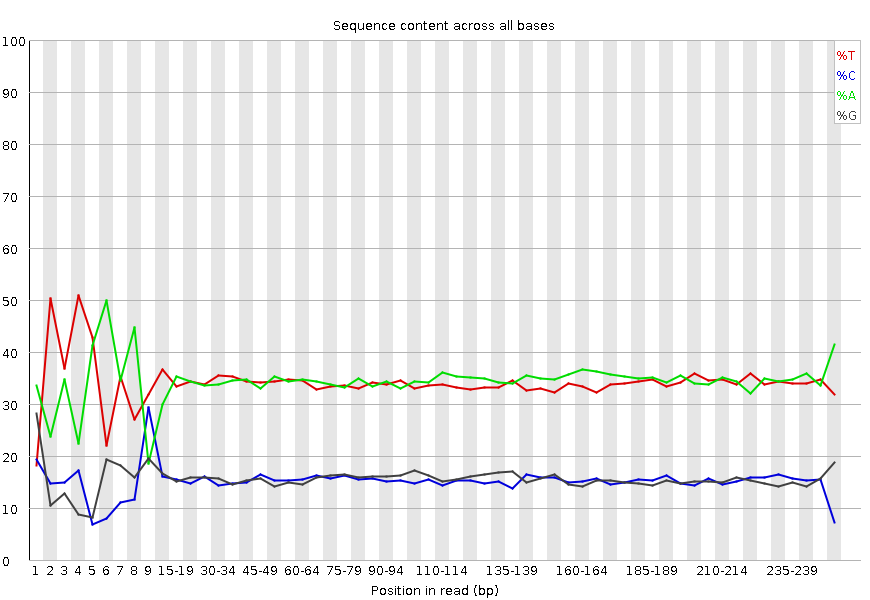 Sequence content across all bases
%T
%C
%A
%G
100
90
80
70
60
50
40
30
20
10
0
1 2 3 4 5 6 7 8 9 15-19 30-34 45-49 60-64 75-79 90-94 110-114 135-139 160-164 185-189 210-214 235-239
Position in read (bp)